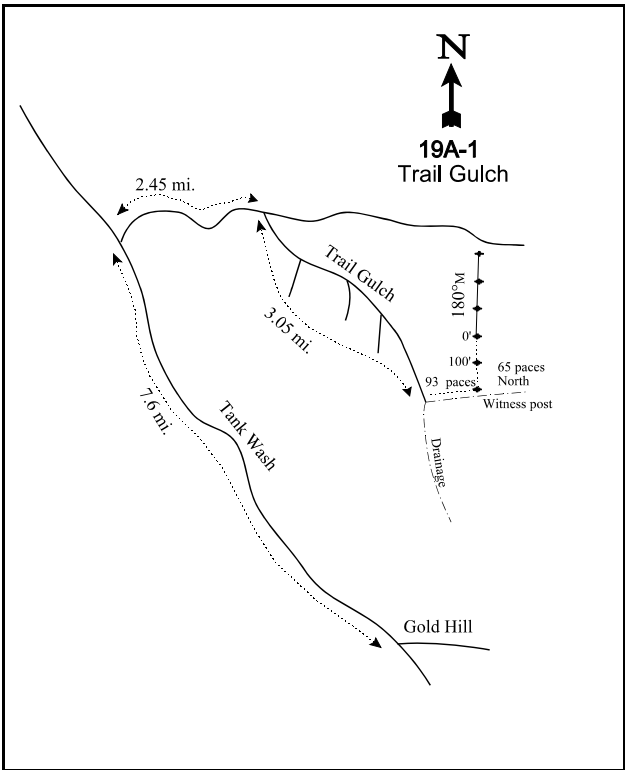 N
19A-1
Trail Gulch
2.45 mi.
Trail Gulch
180°M
3.05 mi.
0'
100'
65 paces
North
93 paces
Witness post
7.6 mi.
Tank Wash
Drainage
Gold Hill